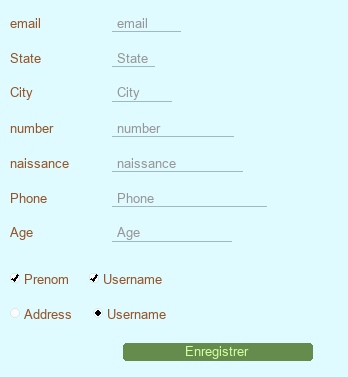 email email
State State
City City
number number
naissance naissance
Phone Phone
Age Age
Prenom Username
Address Username
Enregistrer